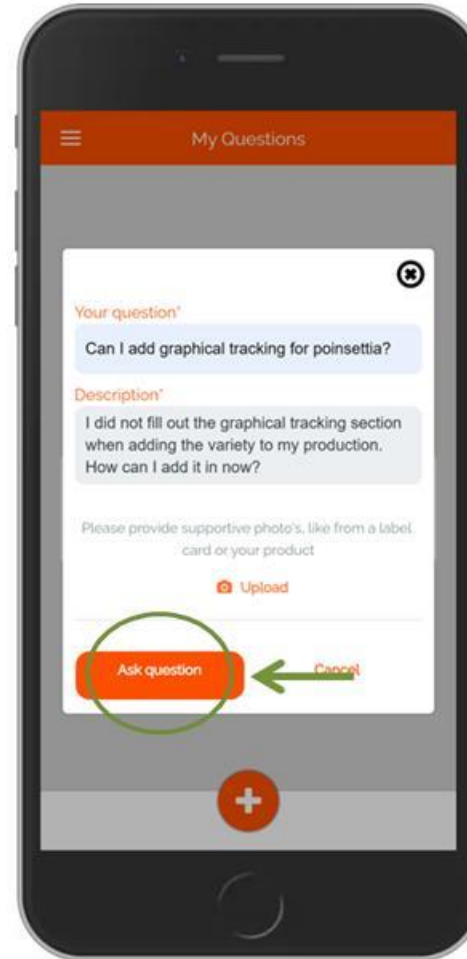 My Questions
Your question*
Can I add graphical tracking for poinsettia?
Description*
I did not fill out the graphical tracking section
when adding the variety to my production.
How can I add it in now?
Please provide supportive photo's, like from a label
card or your product
Upload
Ask question
Cancel